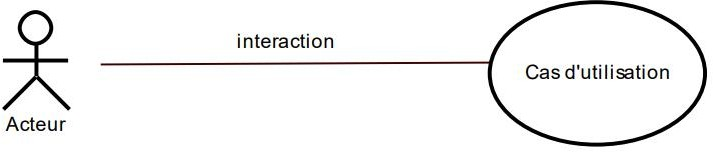 interaction
Cas d'utilisation
Acteur